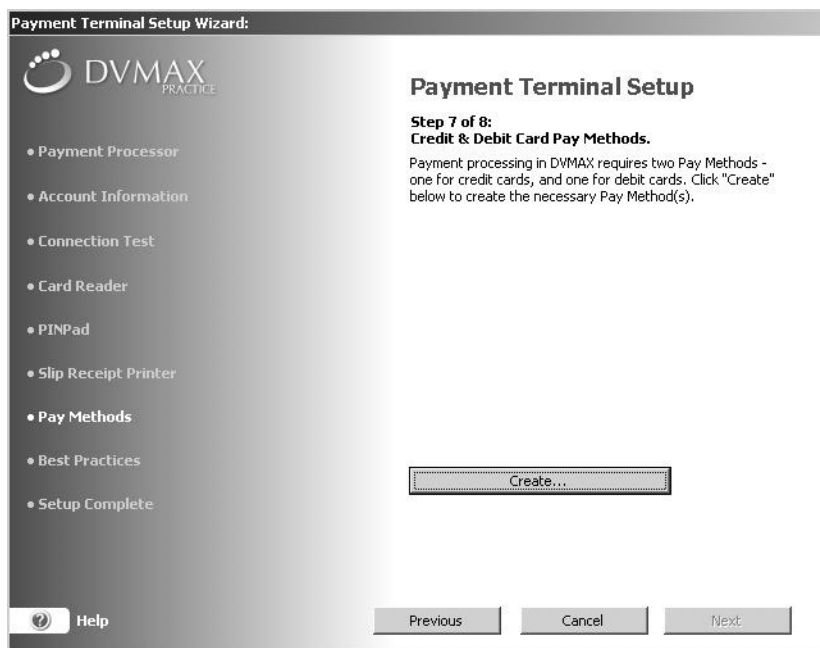 Payment Terminal Setup Wizard:
DVMAX
PRACTICE
• Payment Processor
• Account Information
• Connection Test
• Card Reader
• PINPad
• Slip Receipt Printer
• Pay Methods
• Best Practices
• Setup Complete
? Help
Payment Terminal Setup
Step 7 of 8:
Credit & Debit Card Pay Methods.
Payment processing in DVMAX requires two Pay Methods -
one for credit cards, and one for debit cards. Click "Create"
below to create the necessary Pay Method(s).
Create...
Previous
Cancel
Next